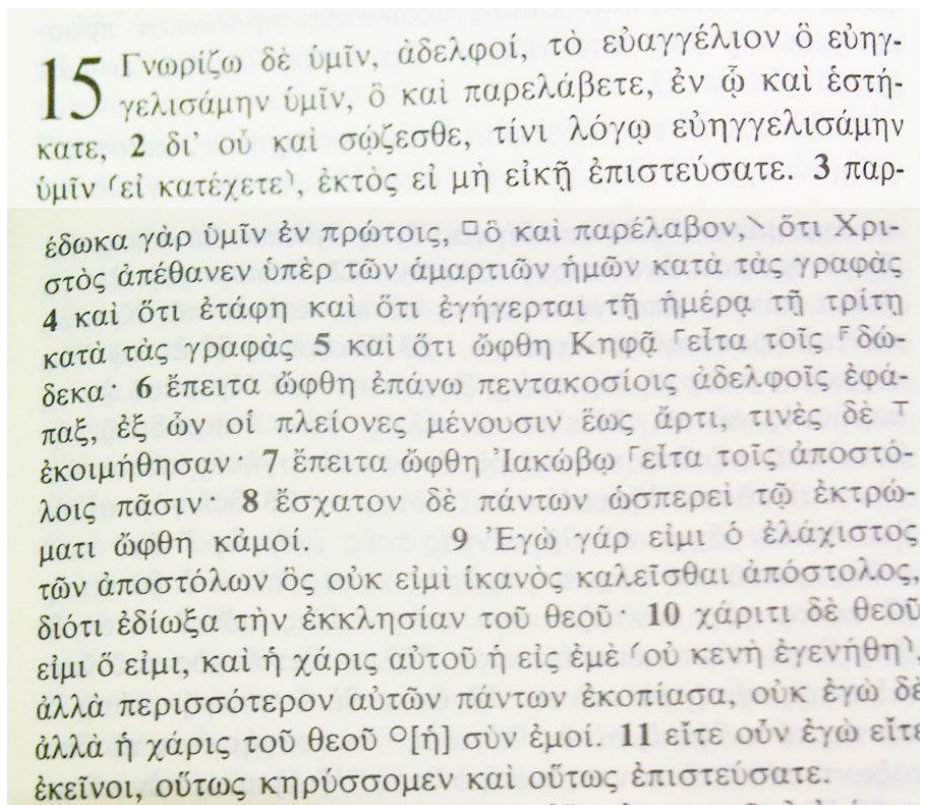 15 Γνωρίζω δὲ ὑμῖν, ἀδελφοί, τὸ εὐαγγέλιον ὃ εὐηγ-
γελισάμην ὑμῖν, ὃ καὶ παρελάβετε, ἐν ᾧ καὶ ἑστή-
κατε, 2 δι' οὗ καὶ σῴζεσθε, τίνι λόγῳ εὐηγγελισάμην
ὑμῖν ⸂εἰ κατέχετε⸃, ἐκτὸς εἰ μὴ εἰκῇ ἐπιστεύσατε. 3 παρ-
έδωκα γὰρ ὑμῖν ἐν πρώτοις, ⸋ὃ καὶ παρέλαβον,⸌ ὅτι Χρι-
στὸς ἀπέθανεν ὑπὲρ τῶν ἁμαρτιῶν ἡμῶν κατὰ τὰς γραφὰς
4 καὶ ὅτι ἐτάφη καὶ ὅτι ἐγήγερται τῇ ἡμέρᾳ τῇ τρίτῃ
κατὰ τὰς γραφὰς 5 καὶ ὅτι ὤφθη Κηφᾷ ⸀εἶτα τοῖς ⸀δώ-
δεκα· 6 ἔπειτα ὤφθη ἐπάνω πεντακοσίοις ἀδελφοῖς ἐφά-
παξ, ἐξ ὧν οἱ πλείονες μένουσιν ἕως ἄρτι, τινὲς δὲ ⸆
ἐκοιμήθησαν· 7 ἔπειτα ὤφθη Ἰακώβῳ ⸀εἶτα τοῖς ἀποστό-
λοις πᾶσιν· 8 ἔσχατον δὲ πάντων ὡσπερεὶ τῷ ἐκτρώ-
ματι ὤφθη κἀμοί. 9 Ἐγὼ γάρ εἰμι ὁ ἐλάχιστος
τῶν ἀποστόλων ὃς οὐκ εἰμὶ ἱκανὸς καλεῖσθαι ἀπόστολος,
διότι ἐδίωξα τὴν ἐκκλησίαν τοῦ θεοῦ· 10 χάριτι δὲ θεοῦ
εἰμι ὅ εἰμι, καὶ ἡ χάρις αὐτοῦ ἡ εἰς ἐμὲ ⸂οὐ κενὴ ἐγενήθη⸃,
ἀλλὰ περισσότερον αὐτῶν πάντων ἐκοπίασα, οὐκ ἐγὼ δὲ
ἀλλὰ ἡ χάρις τοῦ θεοῦ ⸰[ἡ] σὺν ἐμοί. 11 εἴτε οὖν ἐγὼ εἴτε
ἐκεῖνοι, οὕτως κηρύσσομεν καὶ οὕτως ἐπιστεύσατε.